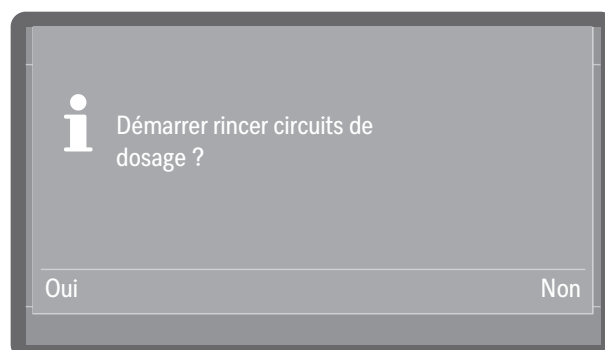 Démarrer rincer circuits de
dosage ?
Oui
Non